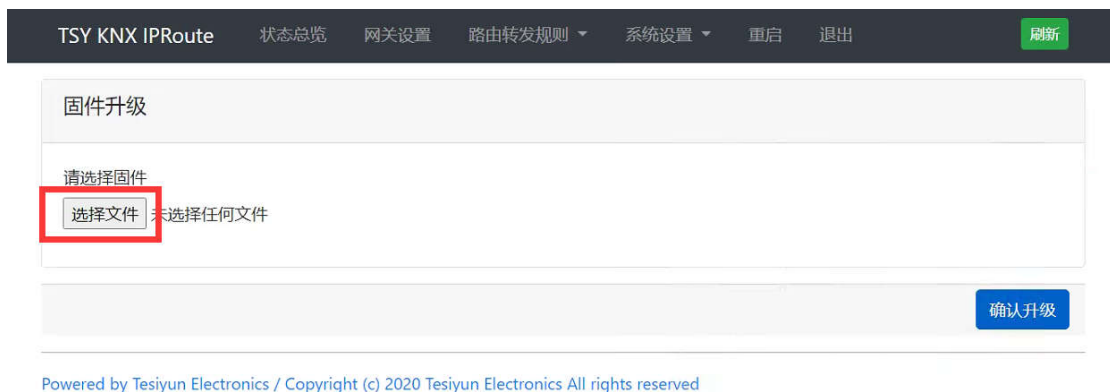 TSY KNX IPRoute 状态总览 网关设置 路由转发规则 系统设置 重启 退出 刷新
固件升级
请选择固件
选择文件 未选择任何文件
确认升级
Powered by Tesiyun Electronics / Copyright (c) 2020 Tesiyun Electronics All rights reserved